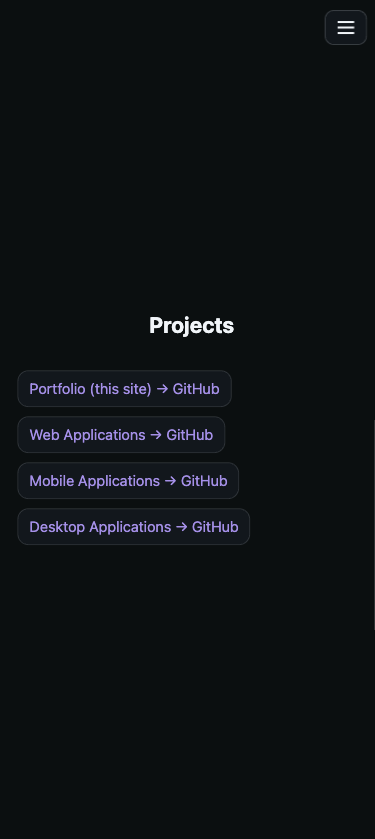 Projects
Portfolio (this site) → GitHub
Web Applications → GitHub
Mobile Applications → GitHub
Desktop Applications → GitHub